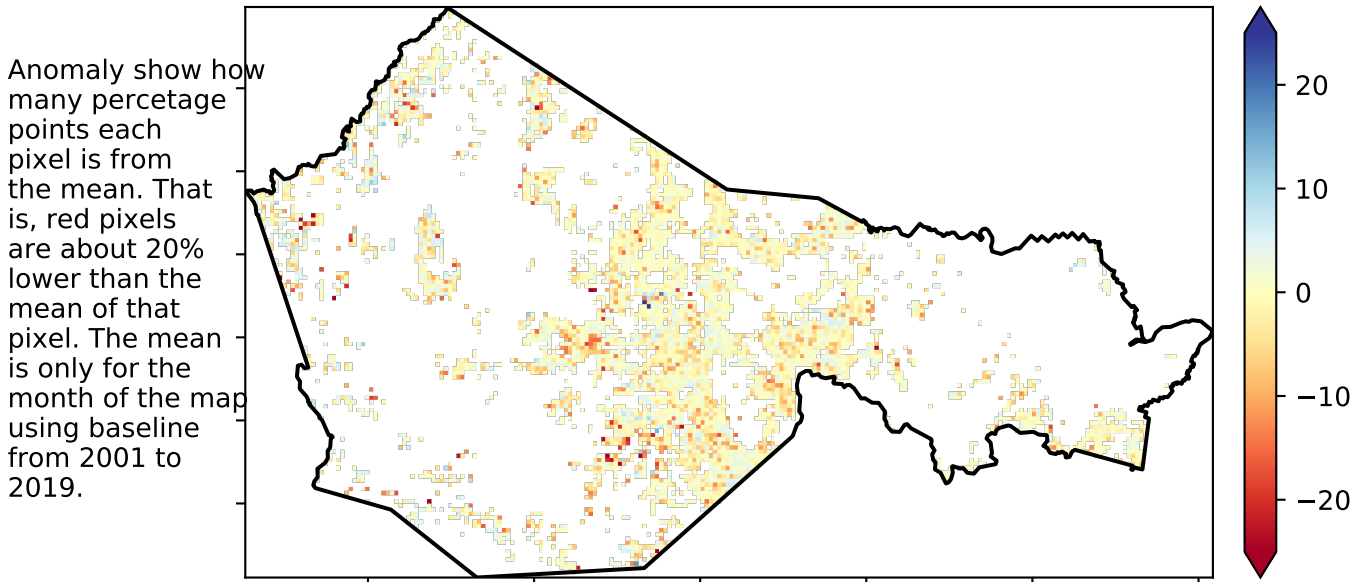 Anomaly show how
many percetage
points each
pixel is from
the mean. That
is, red pixels
are about 20%
lower than the
mean of that
pixel. The mean
is only for the
month of the map
using baseline
from 2001 to
2019.
20
10
0
−10
−20